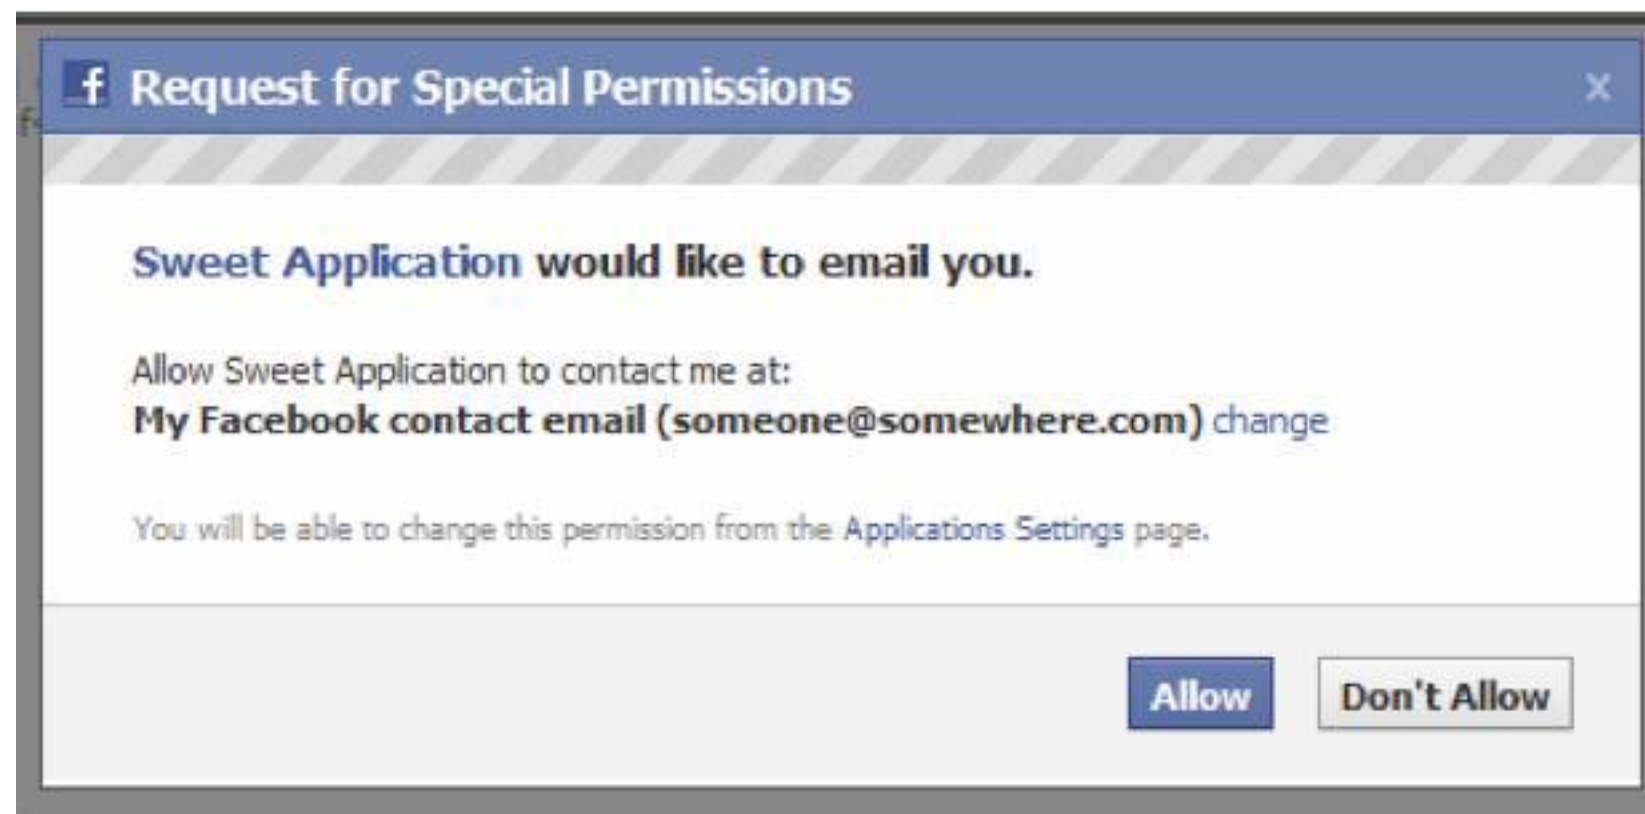 f Request for Special Permissions x
Sweet Application would like to email you.
Allow Sweet Application to contact me at:
My Facebook contact email (someone@somewhere.com) change
You will be able to change this permission from the Applications Settings page.
Allow Don't Allow